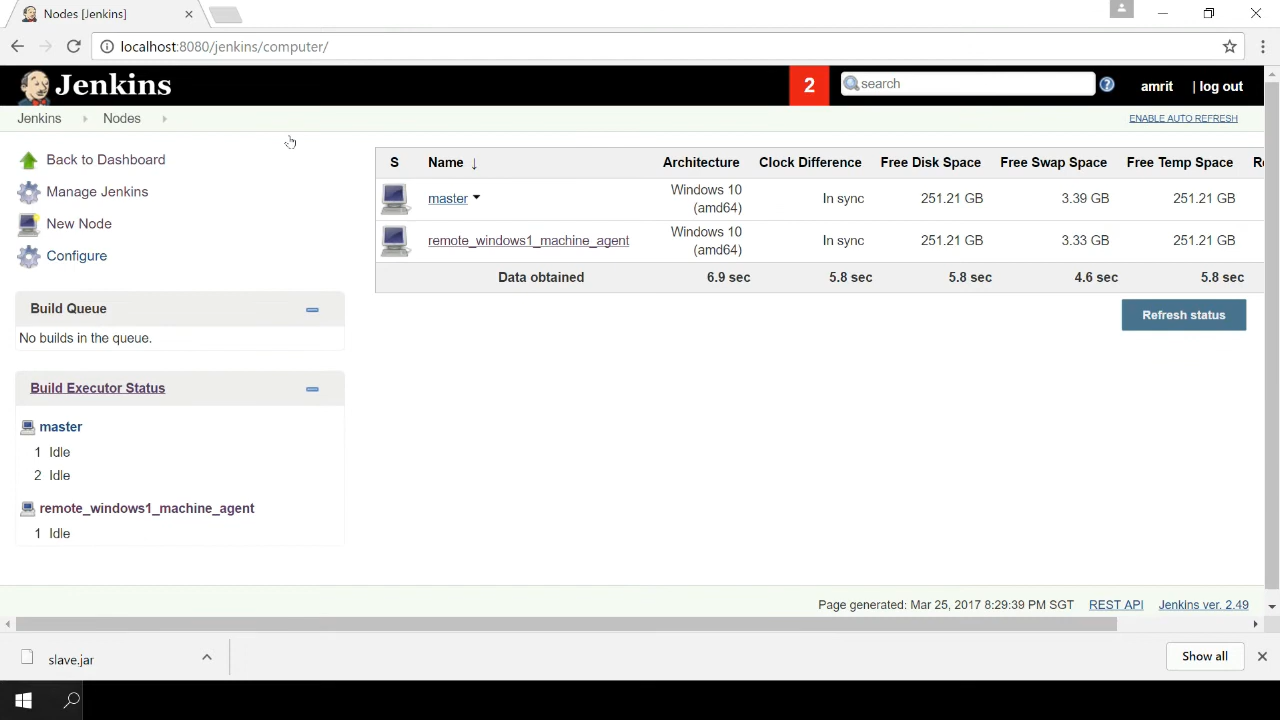 Nodes [Jenkins]
localhost:8080/jenkins/computer/
Jenkins
2
search
amrit
| log out
Jenkins
Nodes
ENABLE AUTO REFRESH
Back to Dashboard
Manage Jenkins
New Node
Configure
Build Queue
No builds in the queue.
Build Executor Status
master
1 Idle
2 Idle
remote_windows1_machine_agent
1 Idle
S Name ↓ Architecture Clock Difference Free Disk Space Free Swap Space Free Temp Space
master Windows 10 (amd64) In sync 251.21 GB 3.39 GB 251.21 GB
remote_windows1_machine_agent Windows 10 (amd64) In sync 251.21 GB 3.33 GB 251.21 GB
Data obtained 6.9 sec 5.8 sec 5.8 sec 4.6 sec 5.8 sec
Refresh status
Page generated: Mar 25, 2017 8:29:39 PM SGT REST API Jenkins ver. 2.49
slave.jar
Show all